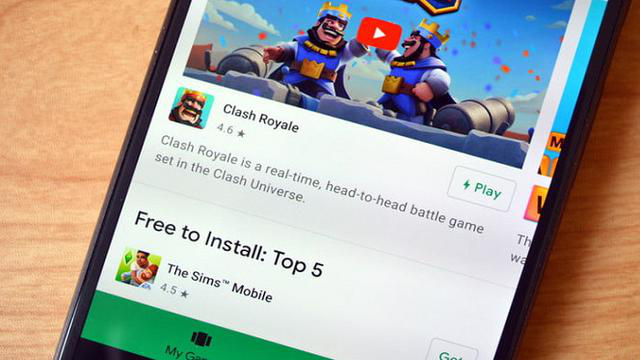 Clash Royale
4.6 ★
Clash Royale is a real-time, head-to-head battle game
set in the Clash Universe.
Play
Free to Install: Top 5
The Sims™ Mobile
4.5 ★
My